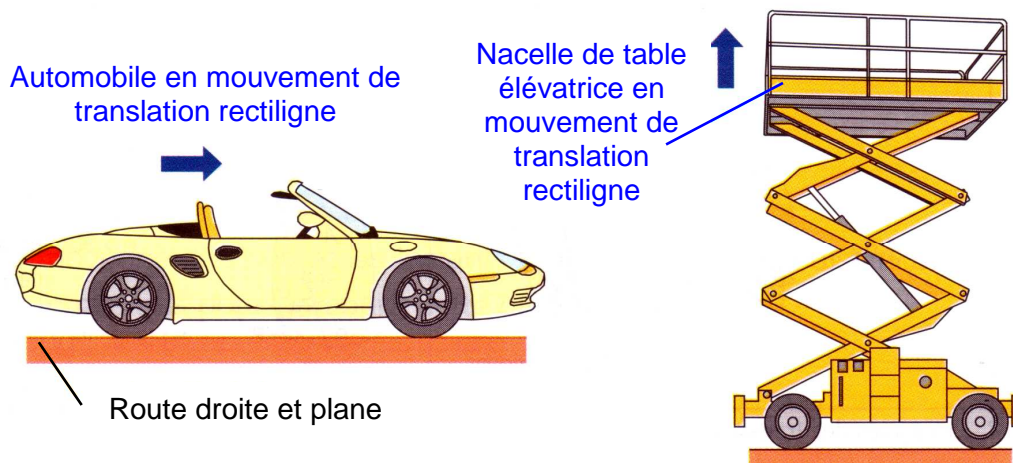 Automobile en mouvement de
translation rectiligne
Nacelle de table
élévatrice en
mouvement de
translation
rectiligne
Route droite et plane